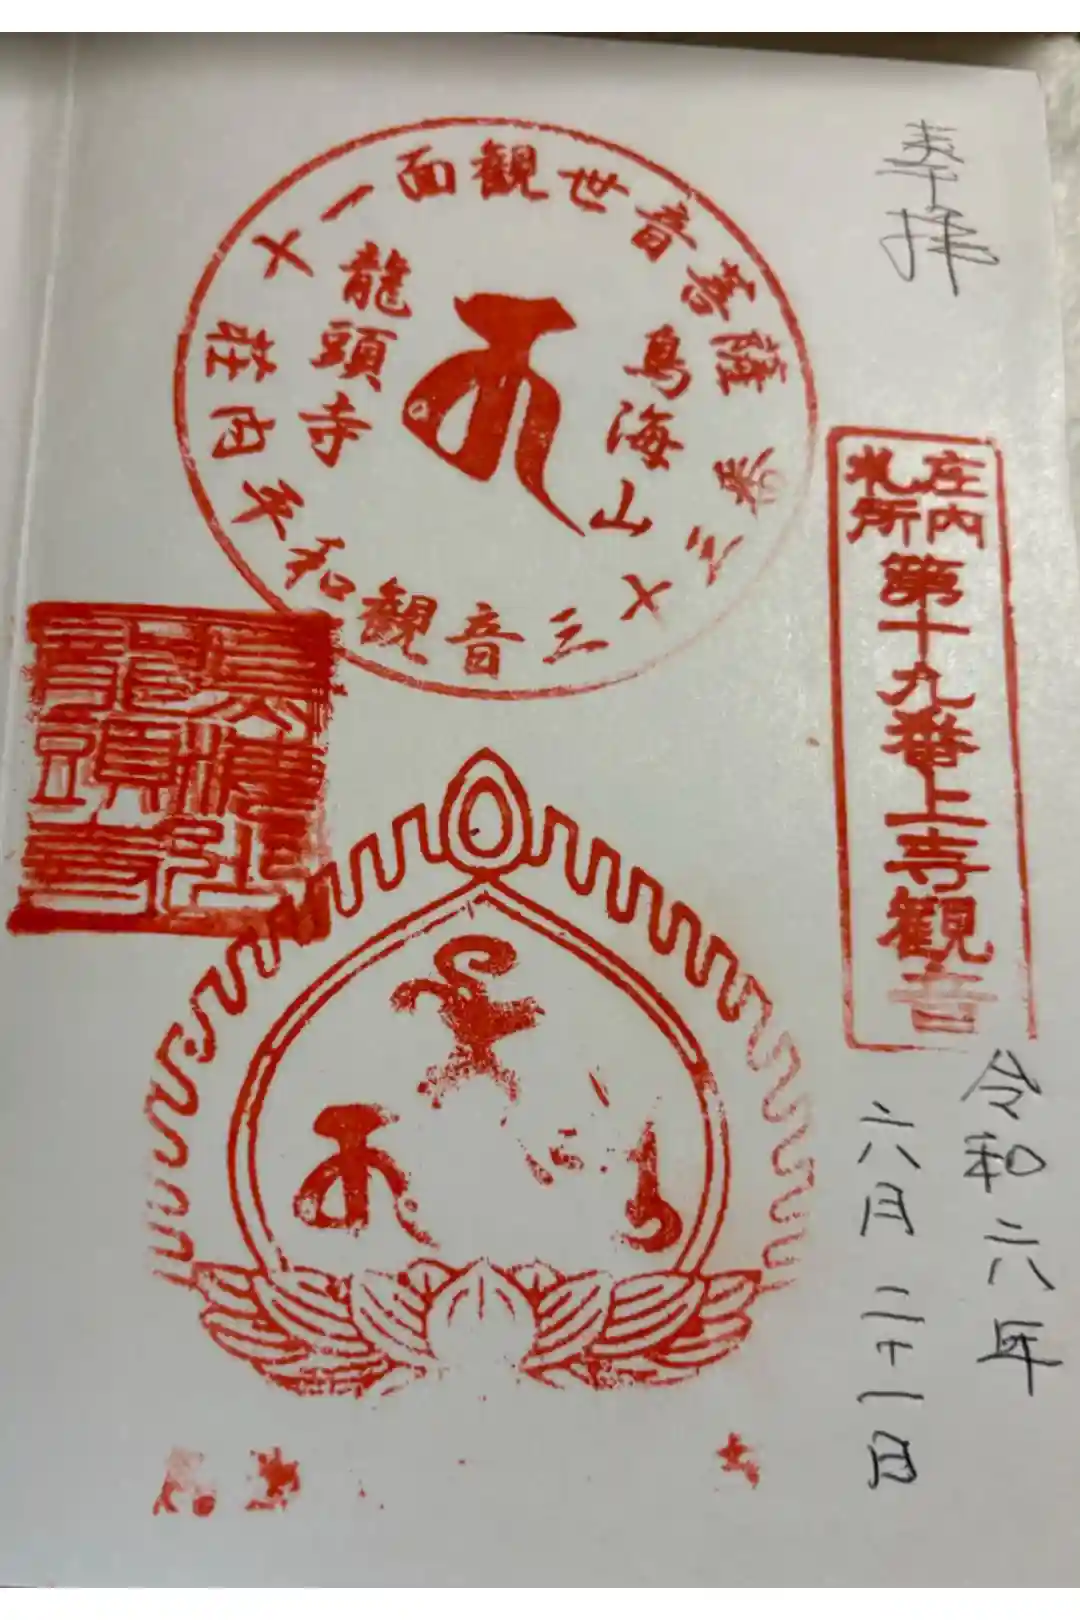 奉拝
庄内
札所
第十九番上寺観音
令和六年
六月二十一日
十一面観世音菩薩
荘内平和観音
三十三
鳥海山
龍頭寺
鳥海山
龍頭寺